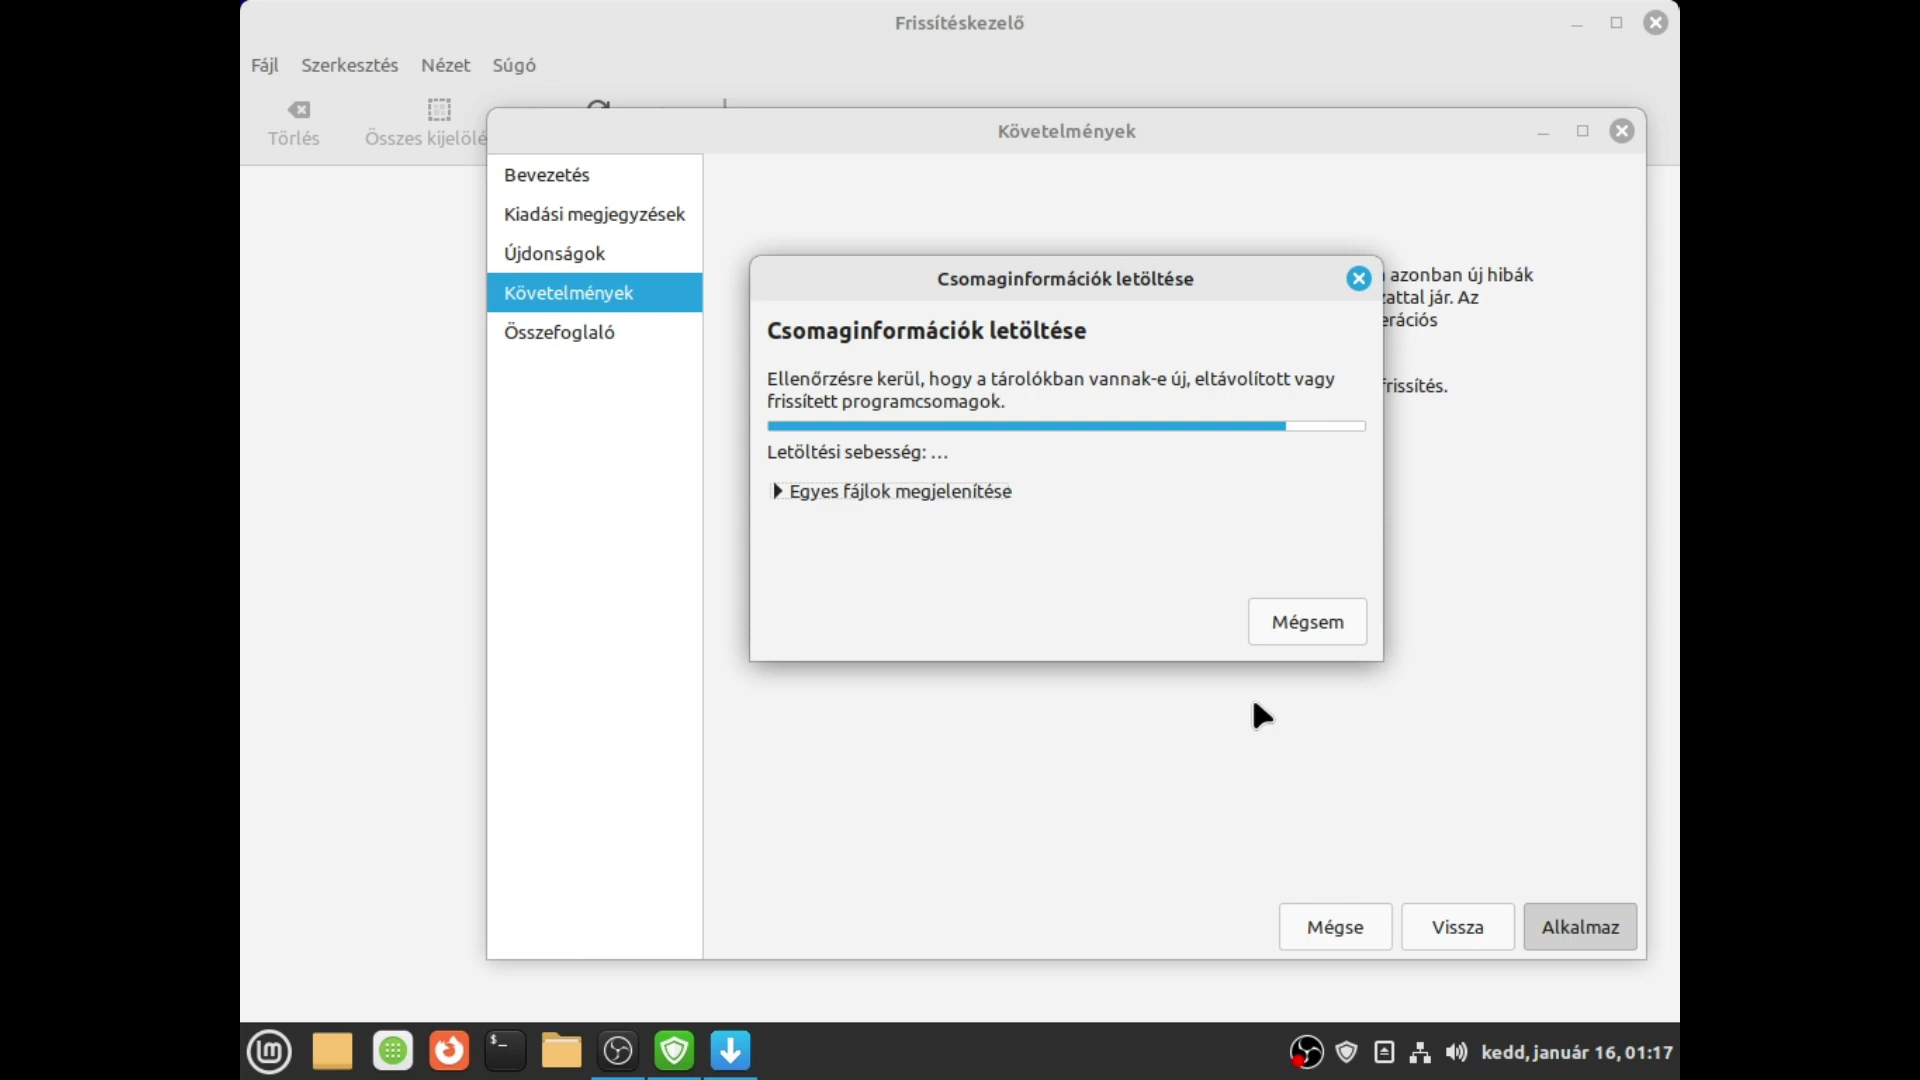 Frissítéskezelő
Fájl Szerkesztés Nézet Súgó
Törlés Összes kijelölé
Követelmények
Bevezetés
Kiadási megjegyzések
Újdonságok
Követelmények
Összefoglaló
azonban új hibák
jár. Az
frissítés.
Csomaginformációk letöltése
Csomaginformációk letöltése
Ellenőrzésre kerül, hogy a tárolókban vannak-e új, eltávolított vagy
frissített programcsomagok.
Letöltési sebesség: ...
Egyes fájlok megjelenítése
Mégsem
Mégse Vissza Alkalmaz
kedd, január 16, 01:17